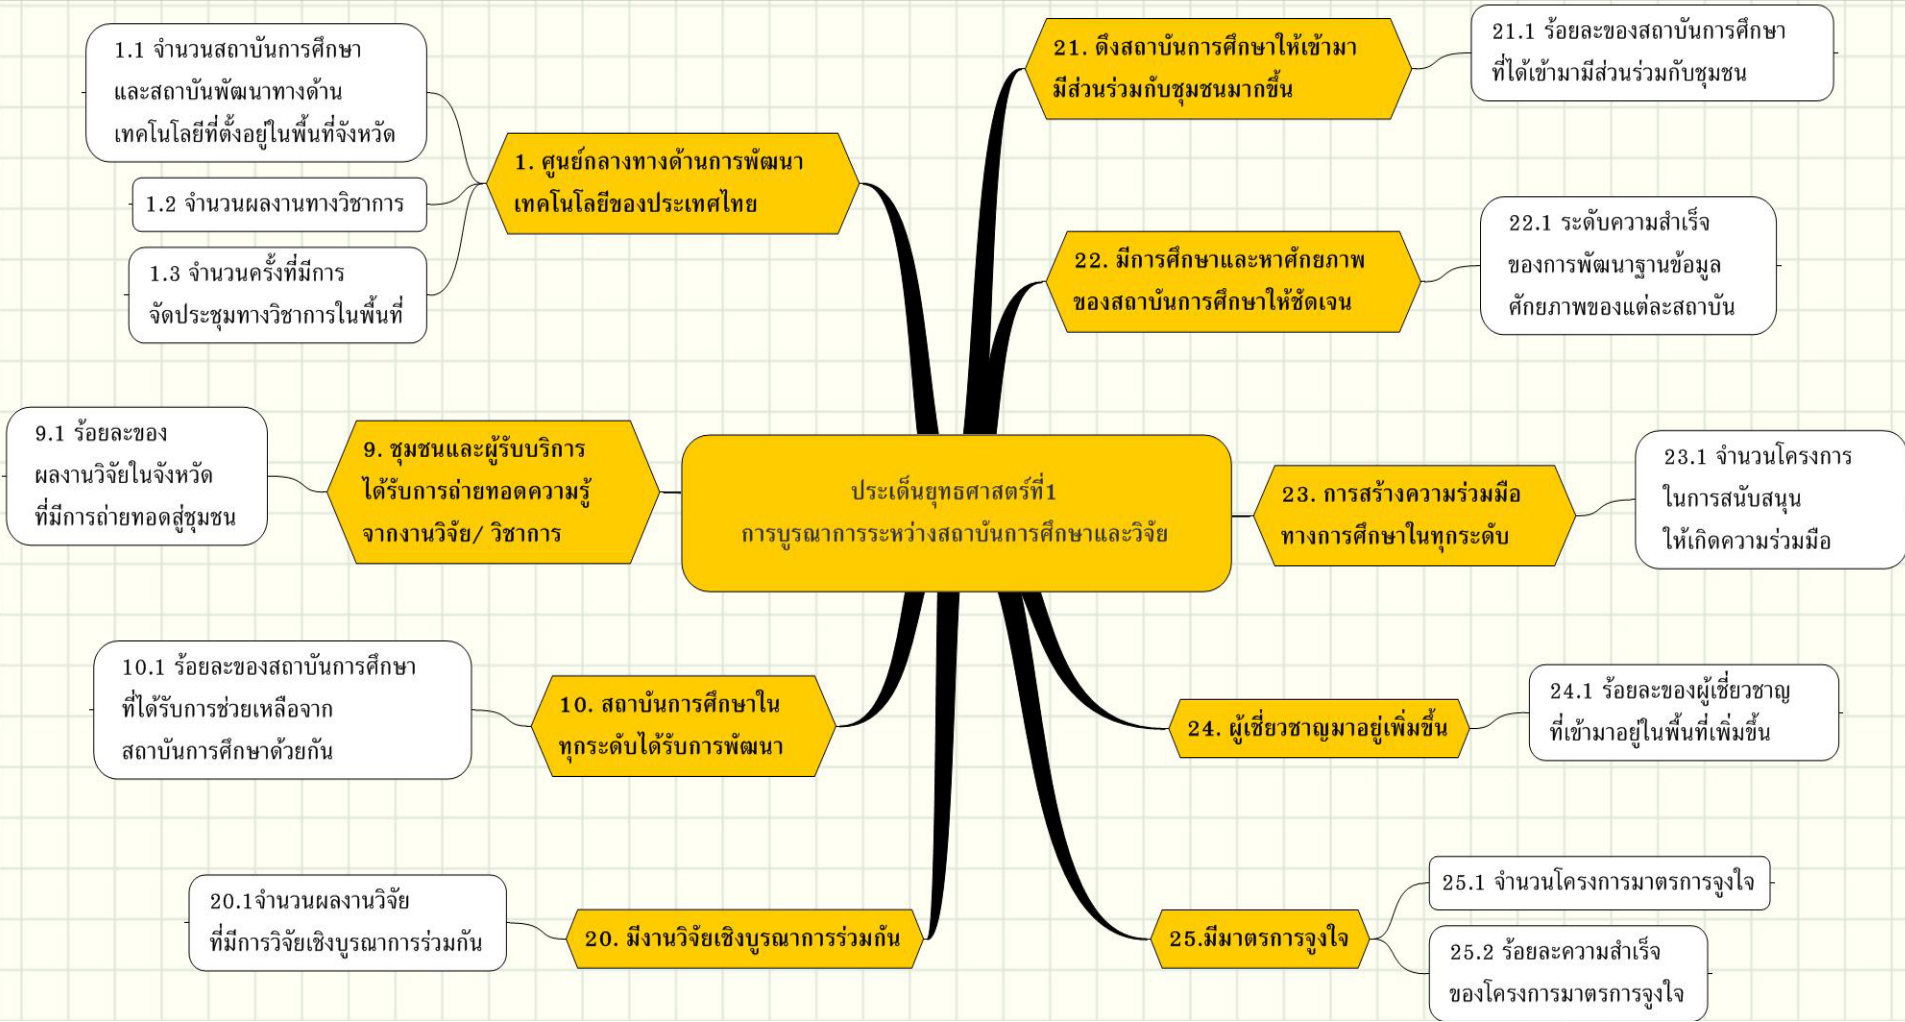 1.1 จำนวนสถาบันการศึกษา
และสถาบันพัฒนาทางด้าน
เทคโนโลยีที่ตั้งอยู่ในพื้นที่จังหวัด
1.2 จำนวนผลงานทางวิชาการ
1.3 จำนวนครั้งที่มีการ
จัดประชุมทางวิชาการในพื้นที่
1. ศูนย์กลางทางด้านการพัฒนา
เทคโนโลยีของประเทศไทย
9.1 ร้อยละของ
ผลงานวิจัยในจังหวัด
ที่มีการถ่ายทอดสู่ชุมชน
9. ชุมชนและผู้รับบริการ
ได้รับการถ่ายทอดความรู้
จากงานวิจัย/ วิชาการ
10.1 ร้อยละของสถาบันการศึกษา
ที่ได้รับการช่วยเหลือจาก
สถาบันการศึกษาด้วยกัน
10. สถาบันการศึกษาใน
ทุกระดับได้รับการพัฒนา
20.1จำนวนผลงานวิจัย
ที่มีการวิจัยเชิงบูรณาการร่วมกัน
20. มีงานวิจัยเชิงบูรณาการร่วมกัน
ประเด็นยุทธศาสตร์ที่1
การบูรณาการระหว่างสถาบันการศึกษาและวิจัย
21. ดึงสถาบันการศึกษาให้เข้ามา
มีส่วนร่วมกับชุมชนมากขึ้น
21.1 ร้อยละของสถาบันการศึกษา
ที่ได้เข้ามามีส่วนร่วมกับชุมชน
22. มีการศึกษาและหาศักยภาพ
ของสถาบันการศึกษาให้ชัดเจน
22.1 ระดับความสำเร็จ
ของการพัฒนาฐานข้อมูล
ศักยภาพของแต่ละสถาบัน
23. การสร้างความร่วมมือ
ทางการศึกษาในทุกระดับ
23.1 จำนวนโครงการ
ในการสนับสนุน
ให้เกิดความร่วมมือ
24. ผู้เชี่ยวชาญมาอยู่เพิ่มขึ้น
24.1 ร้อยละของผู้เชี่ยวชาญ
ที่เข้ามาอยู่ในพื้นที่เพิ่มขึ้น
25.มีมาตรการจูงใจ
25.1 จำนวนโครงการมาตรการจูงใจ
25.2 ร้อยละความสำเร็จ
ของโครงการมาตรการจูงใจ